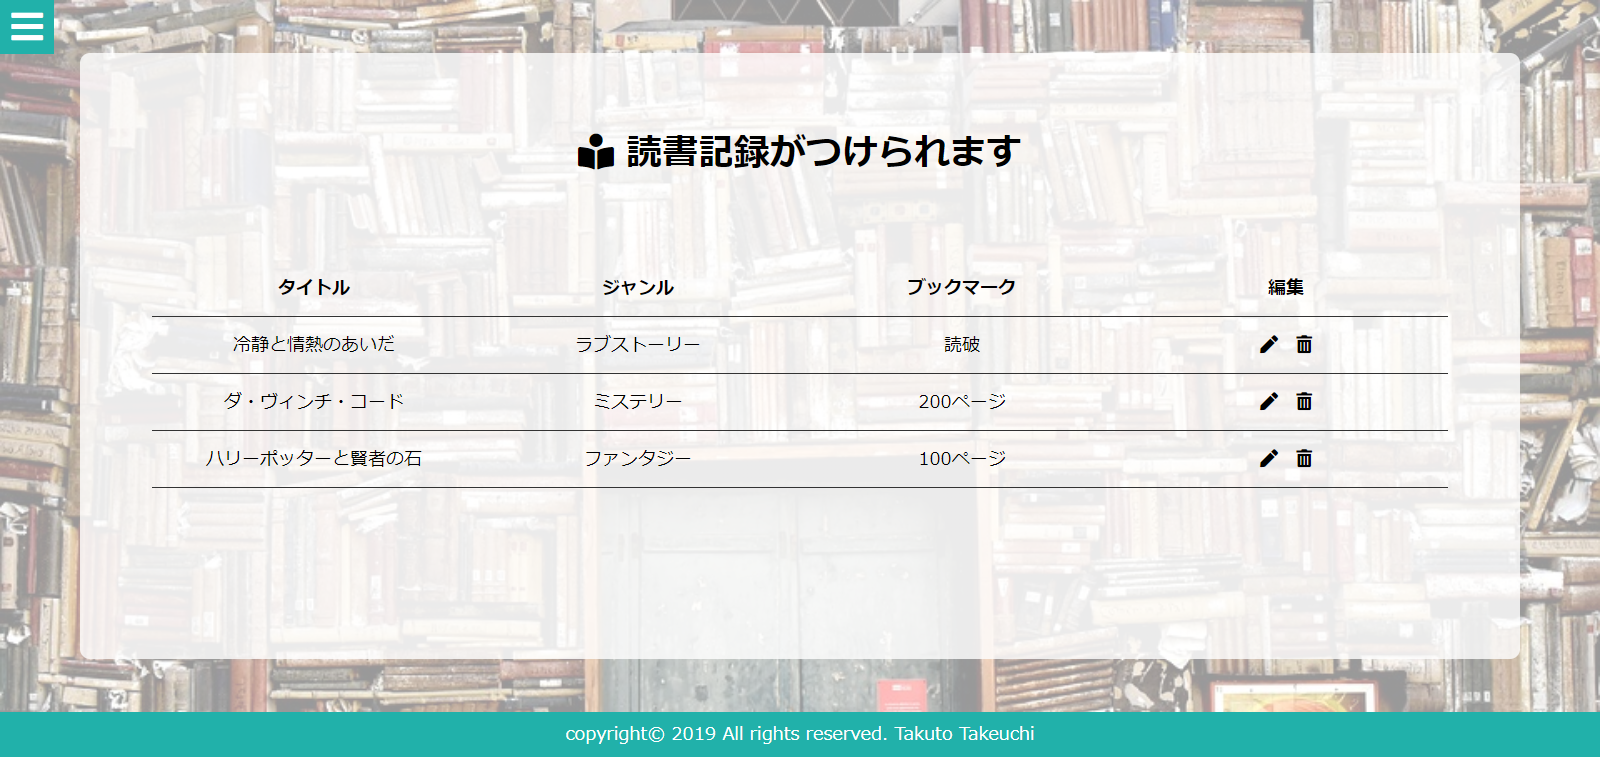 読書記録がつけられます
タイトル ジャンル ブックマーク 編集
冷静と情熱のあいだ ラブストーリー 読破
ダ・ヴィンチ・コード ミステリー 200ページ
ハリーポッターと賢者の石 ファンタジー 100ページ
copyright© 2019 All rights reserved. Takuto Takeuchi